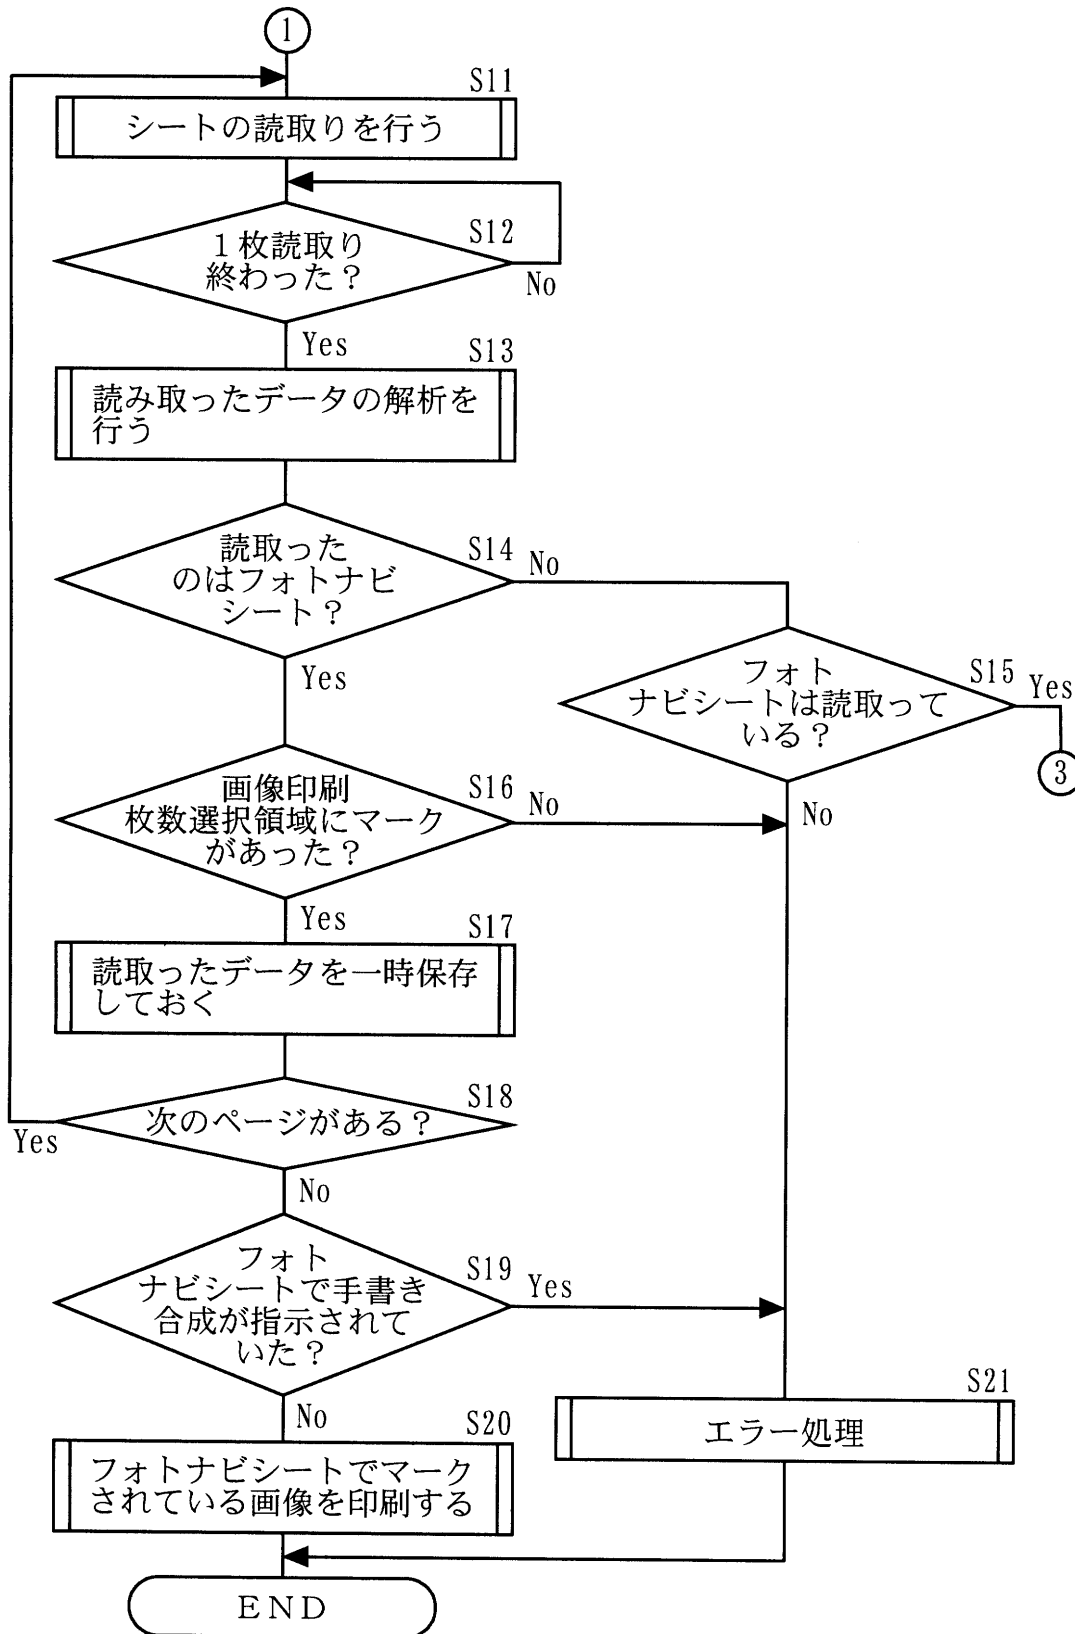 1
S11
シートの読取りを行う
S12
1枚読取り
終わった?
No
Yes
S13
読み取ったデータの解析を
行う
S14
読取った
のはフォトナビ
シート?
No
Yes
S15
フォト
ナビシートは読取って
いる?
Yes
3
No
S16
画像印刷
枚数選択領域にマーク
があった?
No
Yes
S17
読取ったデータを一時保存
しておく
S18
次のページがある?
Yes
No
S19
フォト
ナビシートで手書き
合成が指示されて
いた?
Yes
No
S20
フォトナビシートでマーク
されている画像を印刷する
S21
エラー処理
END